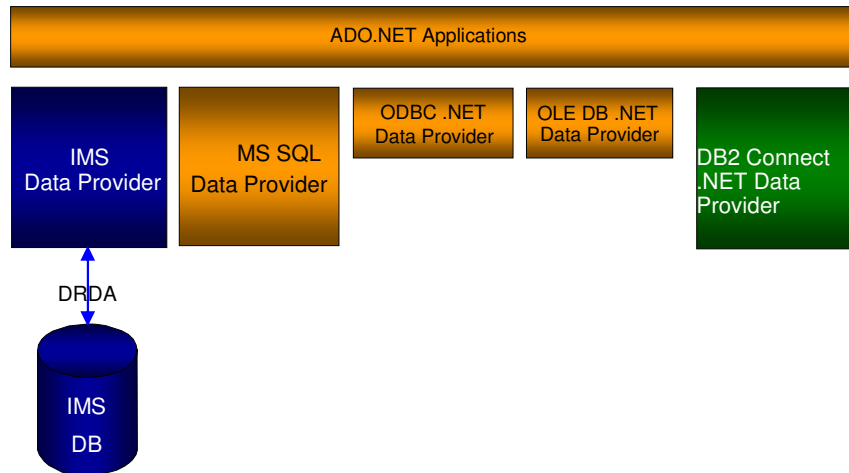 ADO.NET Applications
IMS
Data Provider
MS SQL
Data Provider
ODBC .NET
Data Provider
OLE DB .NET
Data Provider
DB2 Connect
.NET Data
Provider
DRDA
IMS
DB